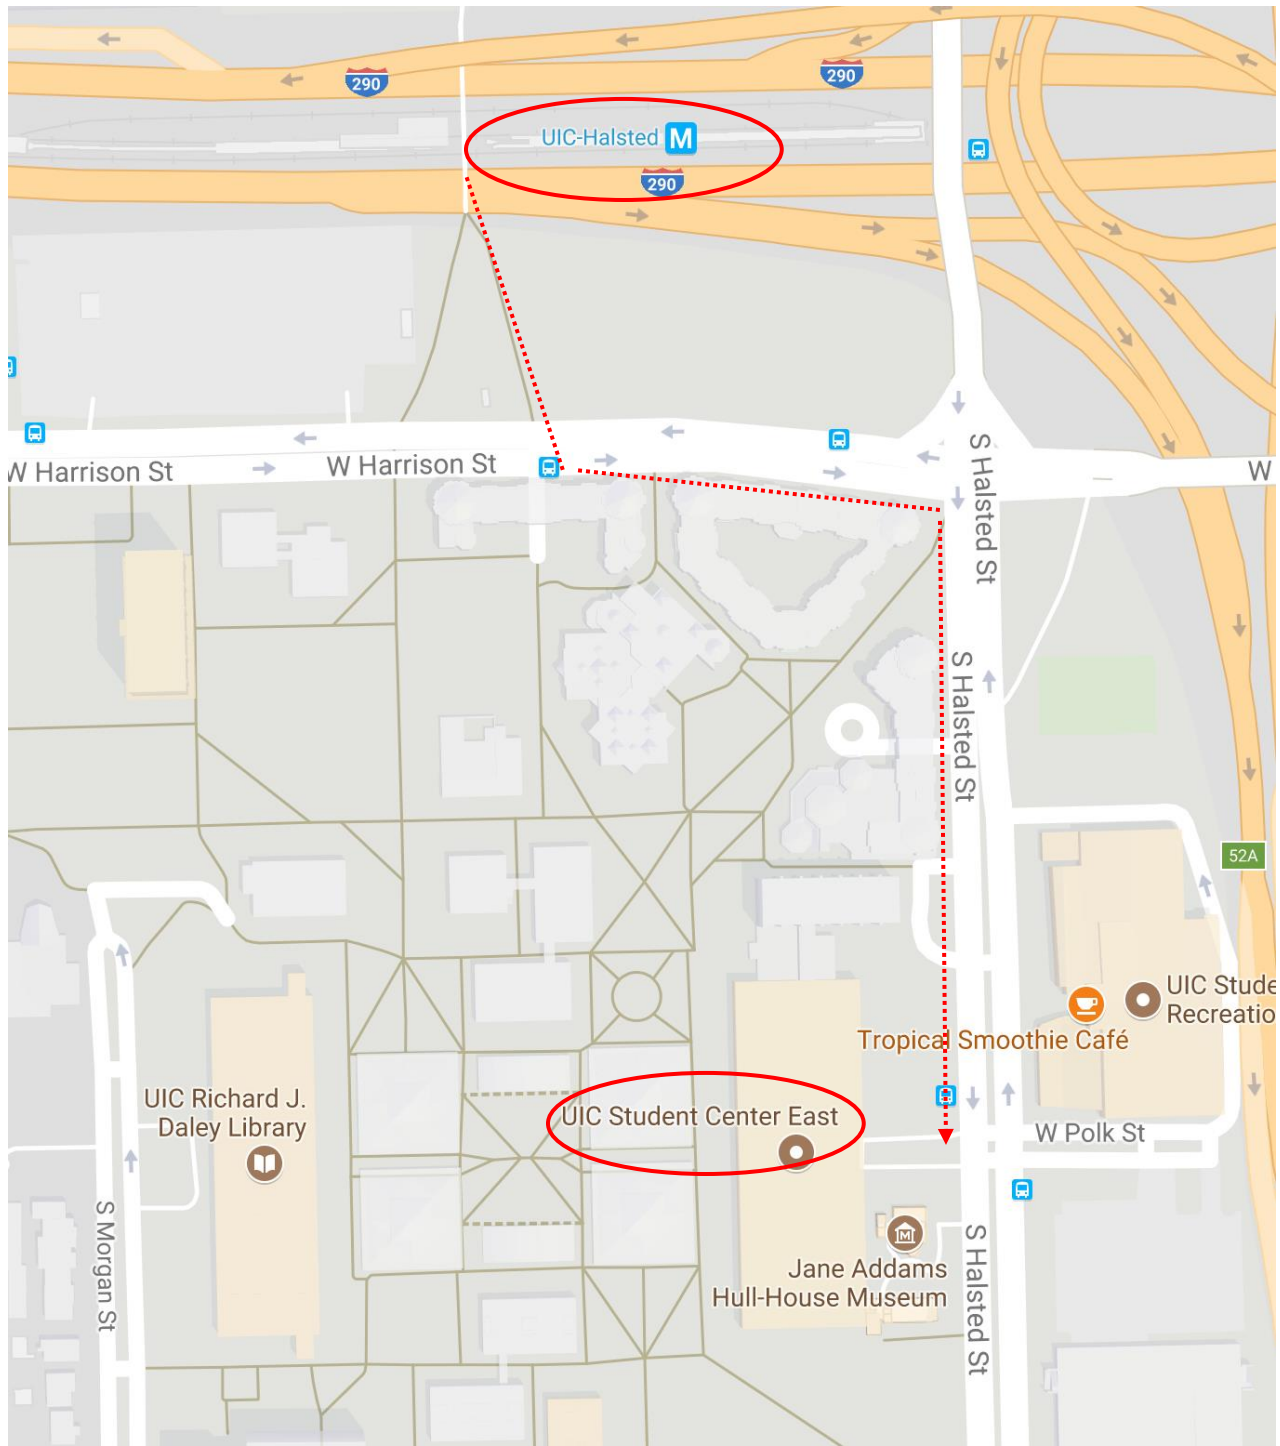 290
290
UIC-Halsted M
290
W Harrison St
W Harrison St
W
S Halsted St
S Halsted St
52A
UIC Stude
Recreatio
Tropical Smoothie Café
UIC Richard J.
Daley Library
UIC Student Center East
W Polk St
S Morgan St
M
Jane Addams
Hull-House Museum
S Halsted St